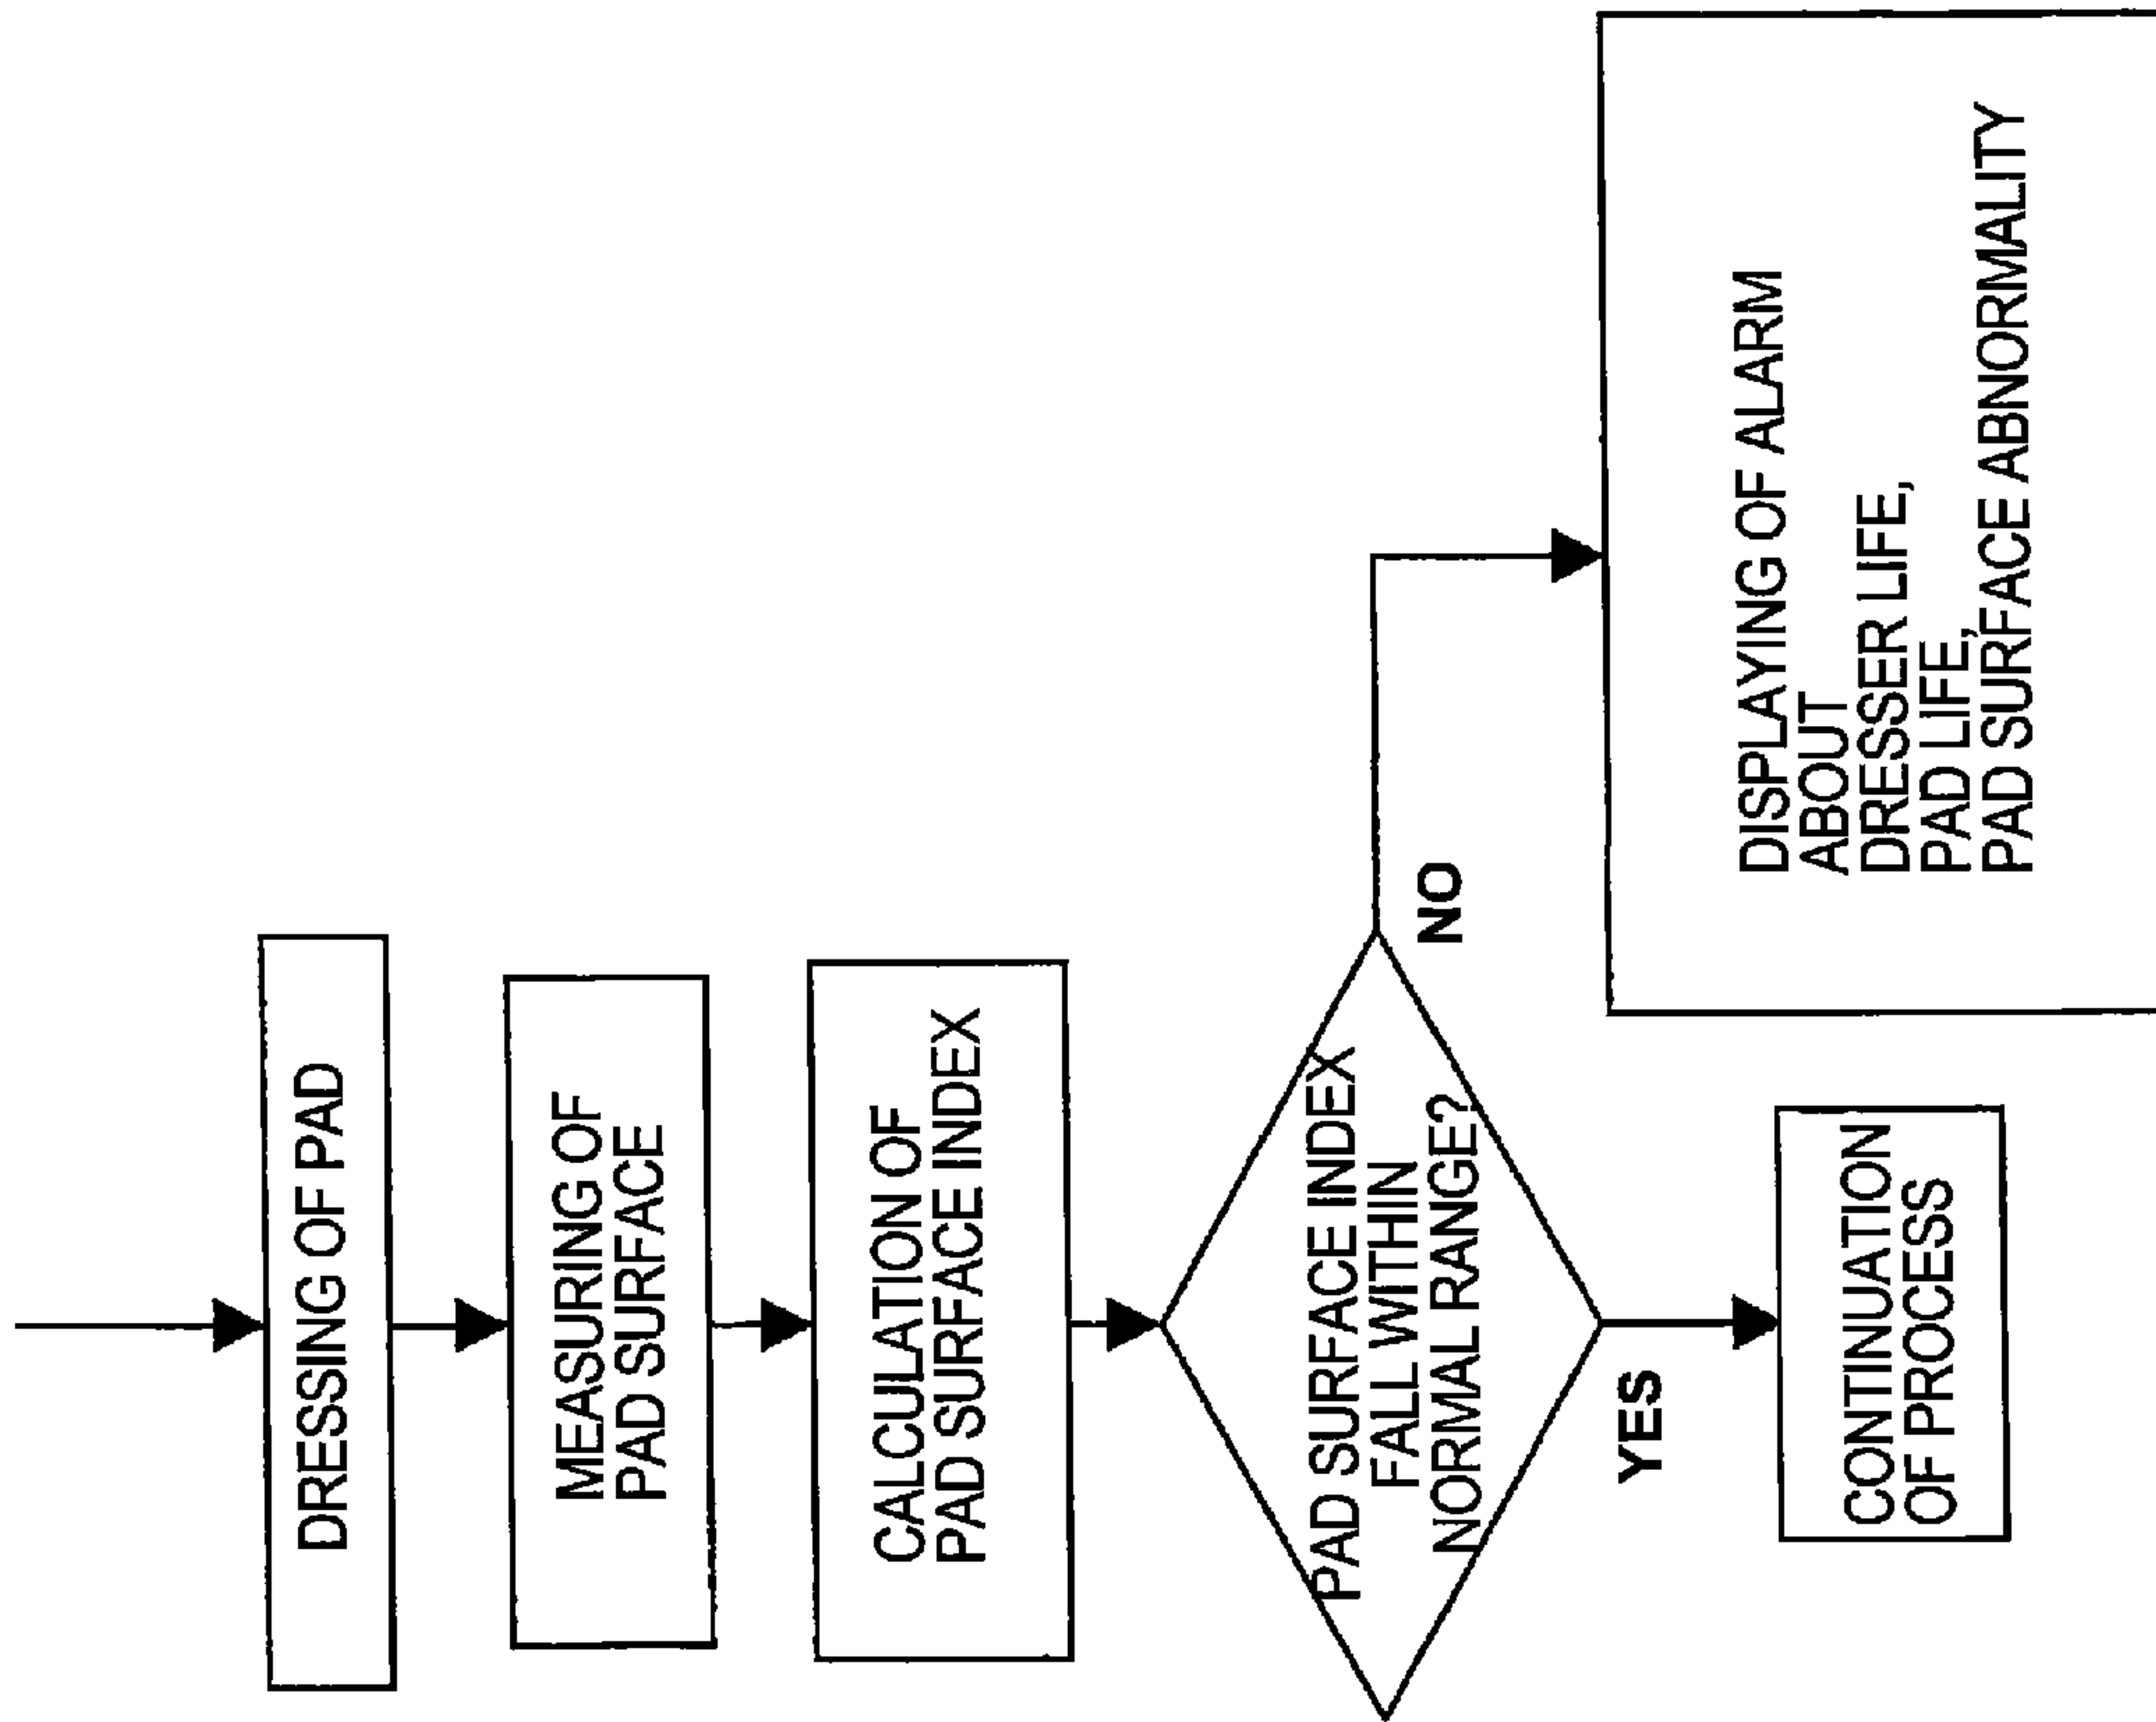 DRESSING OF PAD
MEASURING OF
PAD SURFACE
CALCULATION OF
PAD SURFACE INDEX
PAD SURFACE INDEX
FALL WITHIN
NORMAL RANGE?
NO
YES
CONTINUATION
OF PROCESS
DISPLAYING OF ALARM
ABOUT
DRESSER LIFE,
PAD LIFE,
PAD SURFACE ABNORMALITY